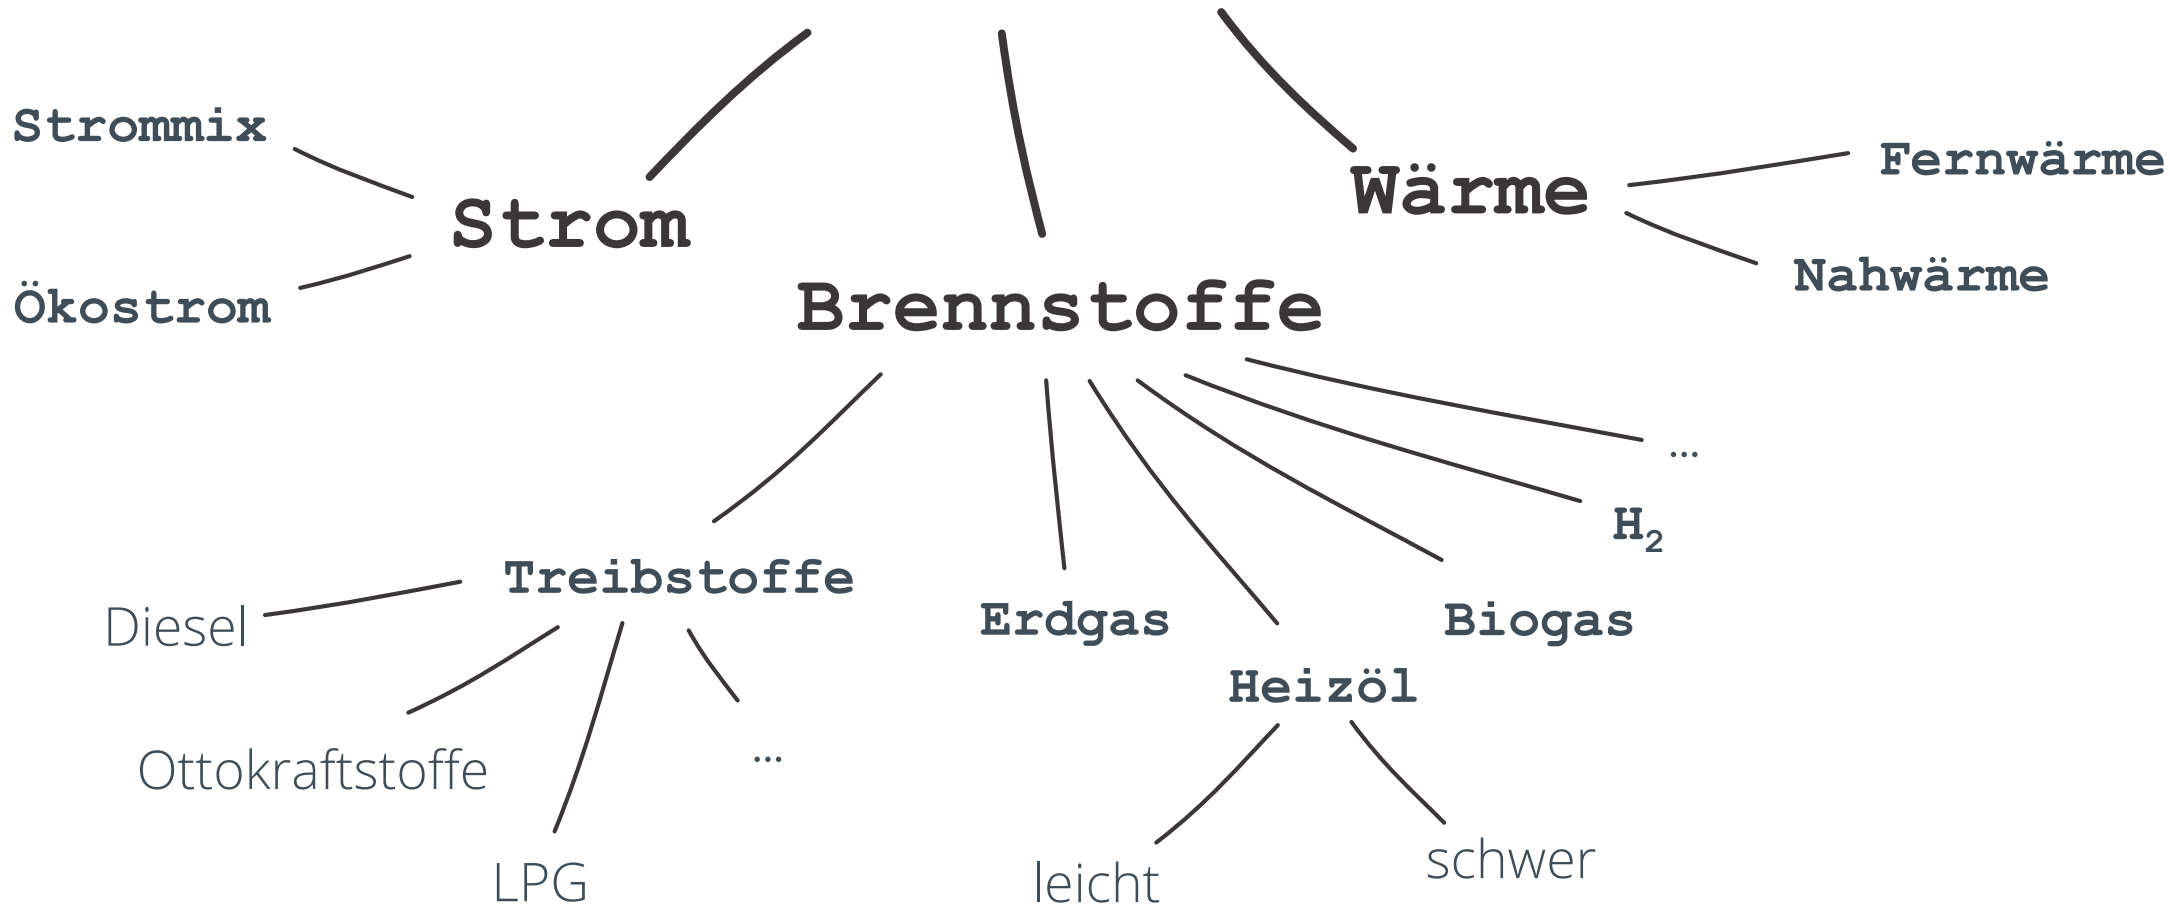 Strommix
Ökostrom
Strom
Wärme
Fernwärme
Nahwärme
Brennstoffe
...
H₂
Treibstoffe
Erdgas
Biogas
Heizöl
Diesel
Ottokraftstoffe
LPG
...
leicht
schwer